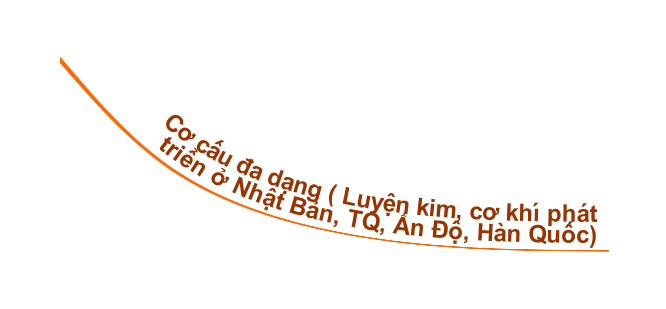 Cơ cấu đa dạng ( Luyện kim, cơ khí phát
triển ở Nhật Bản, TQ, Ấn Độ, Hàn Quốc)